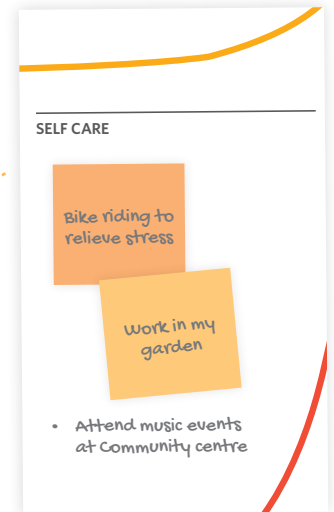 SELF CARE
Bike riding to
relieve stress
Work in my
garden
• Attend music events
at Community centre